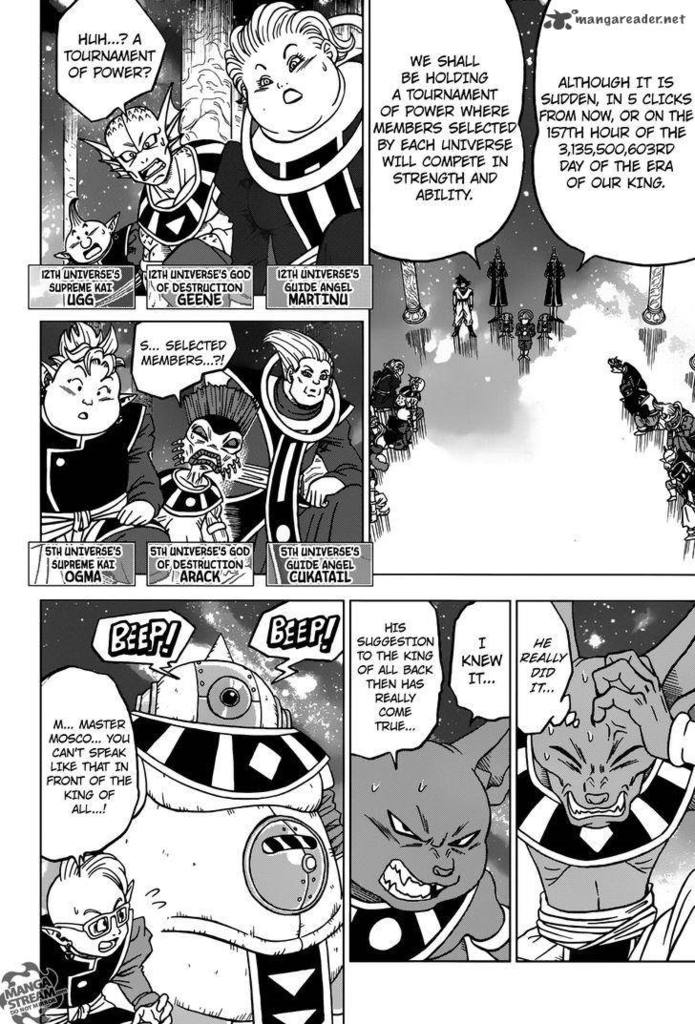 mangareader.net
HUH...? A
TOURNAMENT
OF POWER?
12TH UNIVERSE'S
SUPREME KAI
UGG
12TH UNIVERSE'S GOD
OF DESTRUCTION
GEENE
12TH UNIVERSE'S
GUIDE ANGEL
MARTINU
WE SHALL
BE HOLDING
A TOURNAMENT
OF POWER WHERE
MEMBERS SELECTED
BY EACH UNIVERSE
WILL COMPETE IN
STRENGTH AND
ABILITY.
ALTHOUGH IT IS
SUDDEN, IN 5 CLICKS
FROM NOW, OR ON THE
157TH HOUR OF THE
3,135,500,603RD
DAY OF THE ERA
OF OUR KING.
S... SELECTED
MEMBERS...?!
5TH UNIVERSE'S
SUPREME KAI
OGMA
5TH UNIVERSE'S GOD
OF DESTRUCTION
ARACK
5TH UNIVERSE'S
GUIDE ANGEL
CUKATAIL
BEEP!
BEEP!
M... MASTER
MOSCO... YOU
CAN'T SPEAK
LIKE THAT IN
FRONT OF THE
KING OF
ALL...!
HIS
SUGGESTION TO
THE KING OF
ALL BACK
THEN HAS
REALLY
COME
TRUE...
I
KNEW
IT...
HE
REALLY
DID
IT...
MANGA
STREAM
DO NOT MIRROR